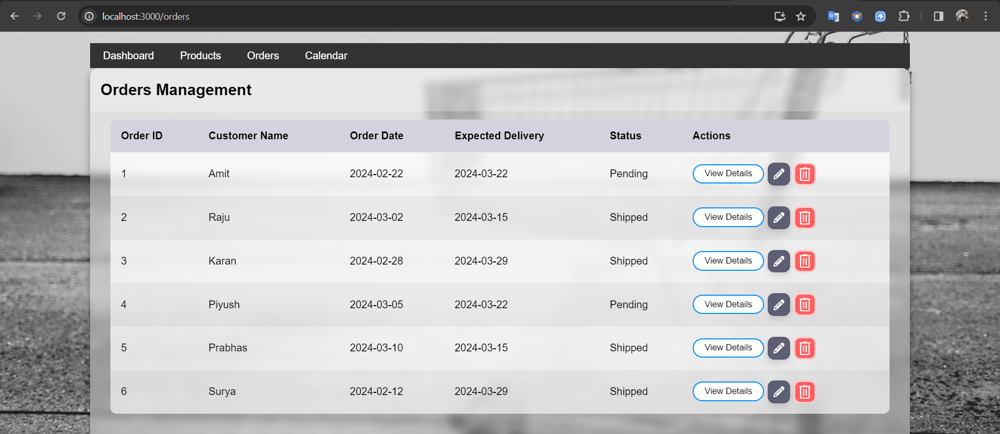 localhost:3000/orders
Dashboard Products Orders Calendar
Orders Management
Order ID Customer Name Order Date Expected Delivery Status Actions
1 Amit 2024-02-22 2024-03-22 Pending View Details
2 Raju 2024-03-02 2024-03-15 Shipped View Details
3 Karan 2024-02-28 2024-03-29 Shipped View Details
4 Piyush 2024-03-05 2024-03-22 Pending View Details
5 Prabhas 2024-03-10 2024-03-15 Shipped View Details
6 Surya 2024-02-12 2024-03-29 Shipped View Details